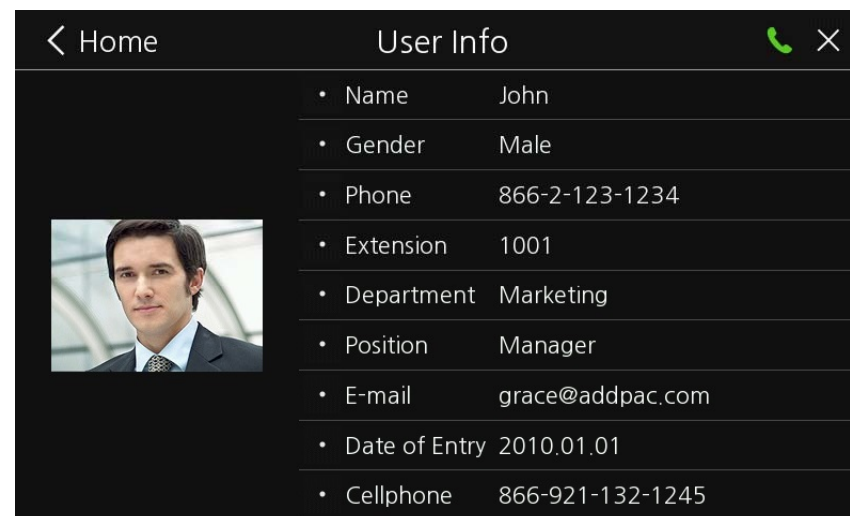 Home User Info
• Name John
• Gender Male
• Phone 866-2-123-1234
• Extension 1001
• Department Marketing
• Position Manager
• E-mail grace@addpac.com
• Date of Entry 2010.01.01
• Cellphone 866-921-132-1245